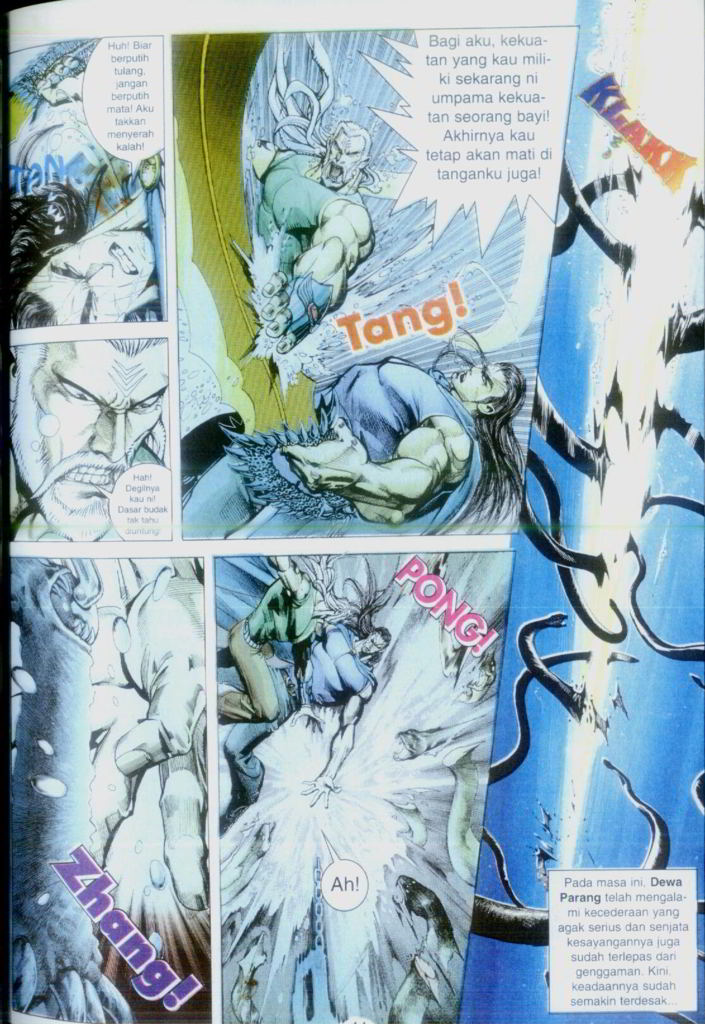 Huh! Biar
berputih
tulang,
jangan
berputih
mata! Aku
takkan
menyerah
kalah!
TANG
Bagi aku, kekua-
tan yang kau mili-
ki sekarang ni
umpama kekua-
tan seorang bayi!
Akhirnya kau
tetap akan mati di
tanganku juga!
KLAKK
Tang!
Hah!
Degilnya
kau ni!
Dasar budak
tak tahu
diuntung!
PONG!
Zhang!
Ah!
Pada masa ini, Dewa
Parang telah mengala-
mi kecederaan yang
agak serius dan senjata
kesayangannya juga
sudah terlepas dari
genggaman. Kini,
keadaannya sudah
semakin terdesak...